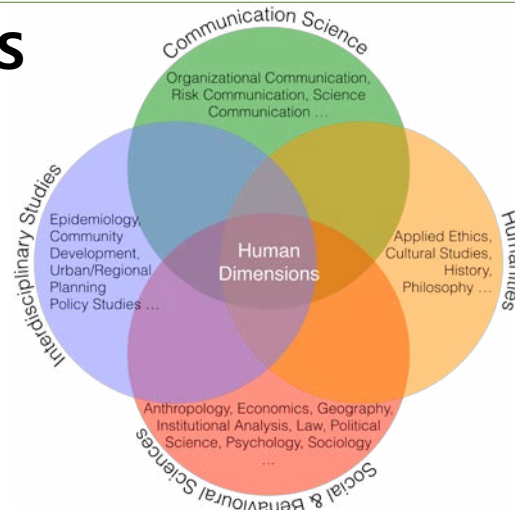 s
Communication Science
Organizational Communication,
Risk Communication, Science
Communication ...
Interdisciplinary Studies
Epidemiology,
Community
Development,
Urban/Regional
Planning
Policy Studies ...
Human
Dimensions
Humanities
Applied Ethics,
Cultural Studies,
History,
Philosophy ...
Anthropology, Economics, Geography,
Institutional Analysis, Law, Political
Science, Psychology, Sociology
...
Social & Behavioural Sciences